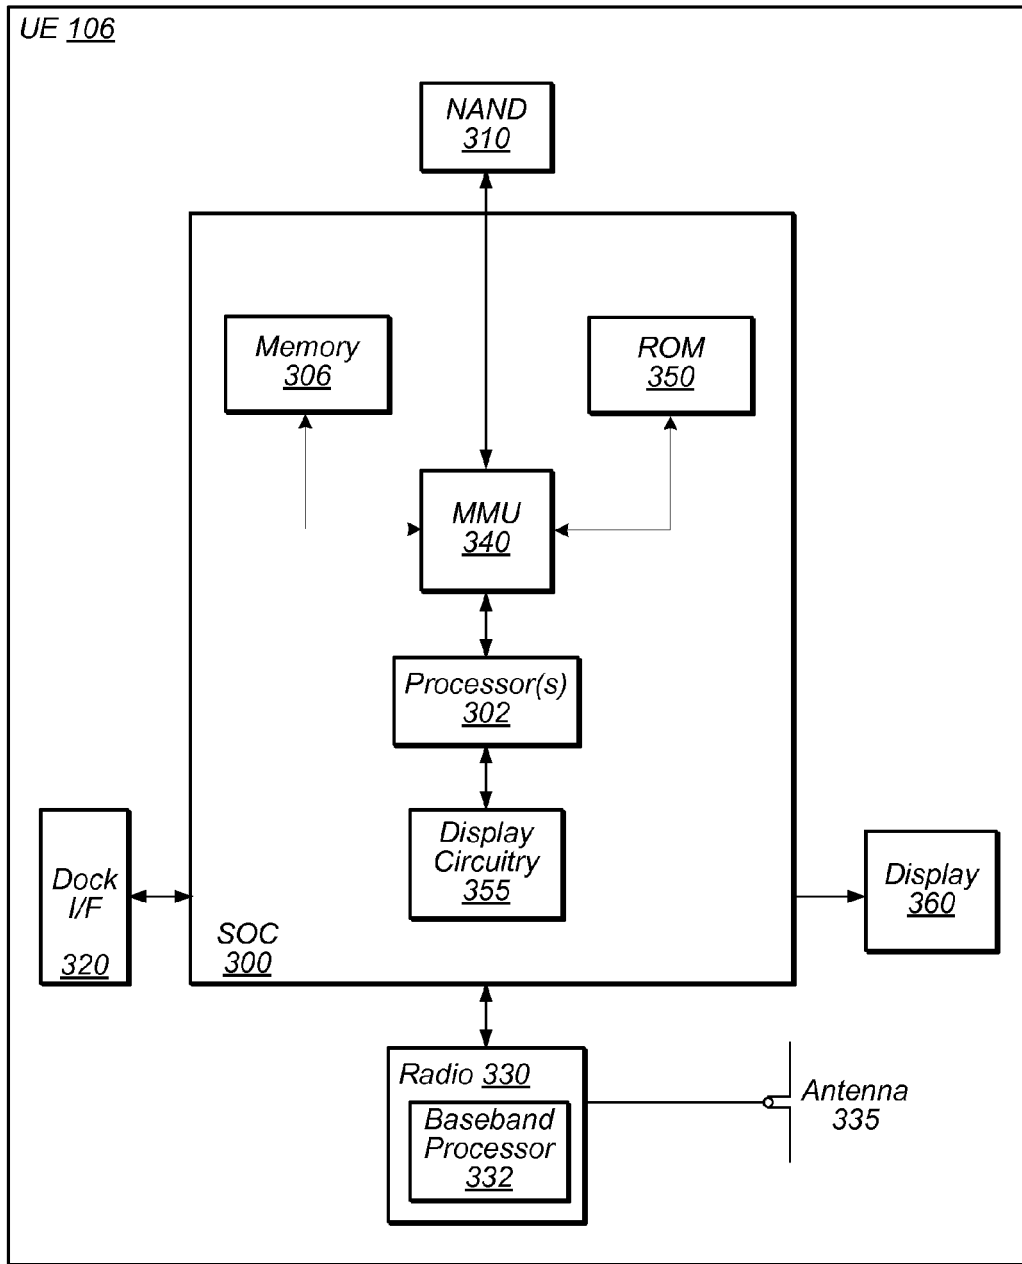 UE 106
NAND
310
Memory
306
ROM
350
MMU
340
Processor(s)
302
Display
Circuitry
355
Dock
I/F
320
SOC
300
Display
360
Radio 330
Baseband
Processor
332
Antenna
335